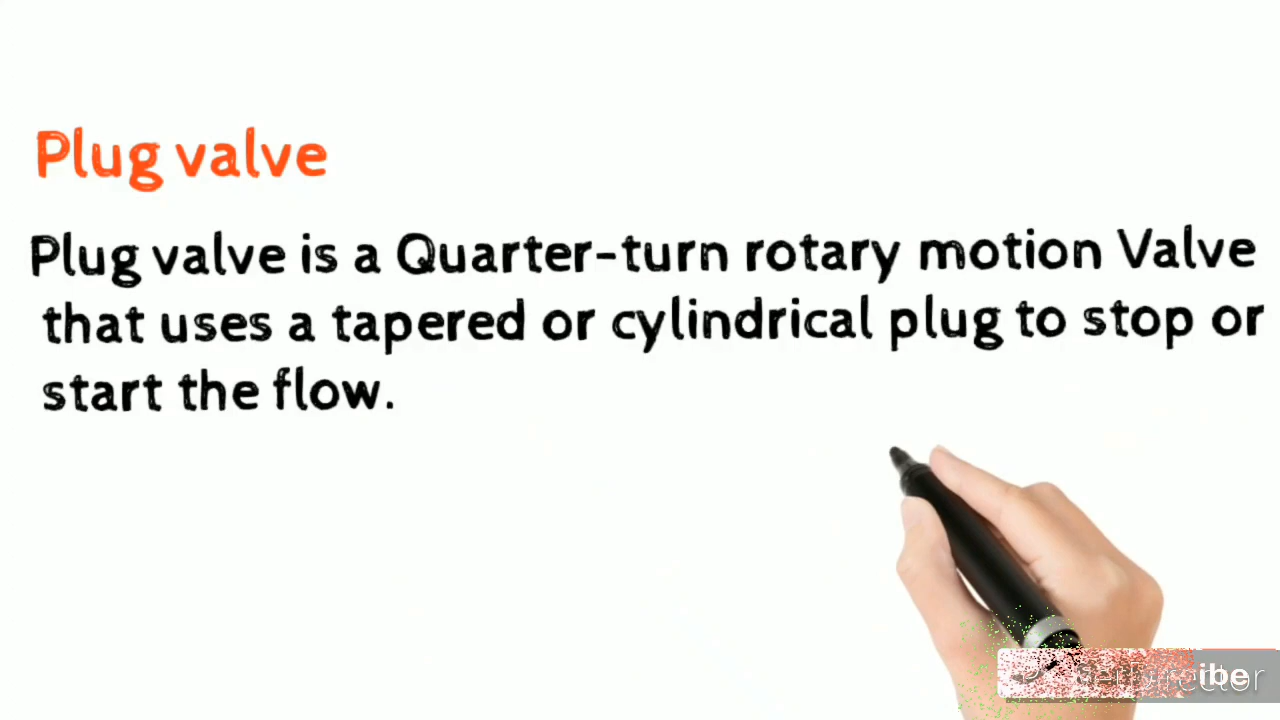 Plug valve
Plug valve is a Quarter-turn rotary motion Valve
that uses a tapered or cylindrical plug to stop or
start the flow.